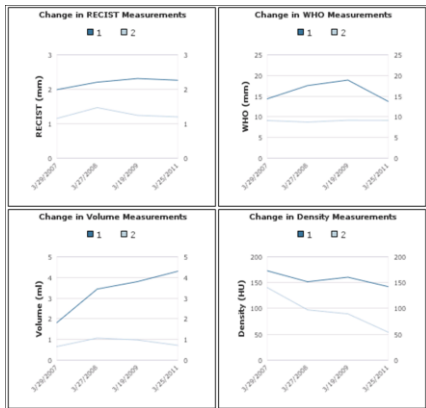 Change in RECIST Measurements
1 2
3 3
2 2
1 1
0 0
RECIST (mm)
3/29/2007 3/27/2008 3/19/2009 3/25/2011
Change in WHO Measurements
1 2
25 25
20 20
15 15
10 10
5 5
0 0
WHO (mm)
3/29/2007 3/27/2008 3/19/2009 3/25/2011
Change in Volume Measurements
1 2
5 5
4 4
3 3
2 2
1 1
0 0
Volume (ml)
3/29/2007 3/27/2008 3/19/2009 3/25/2011
Change in Density Measurements
1 2
200 200
150 150
100 100
50 50
0 0
Density (HU)
3/29/2007 3/27/2008 3/19/2009 3/25/2011